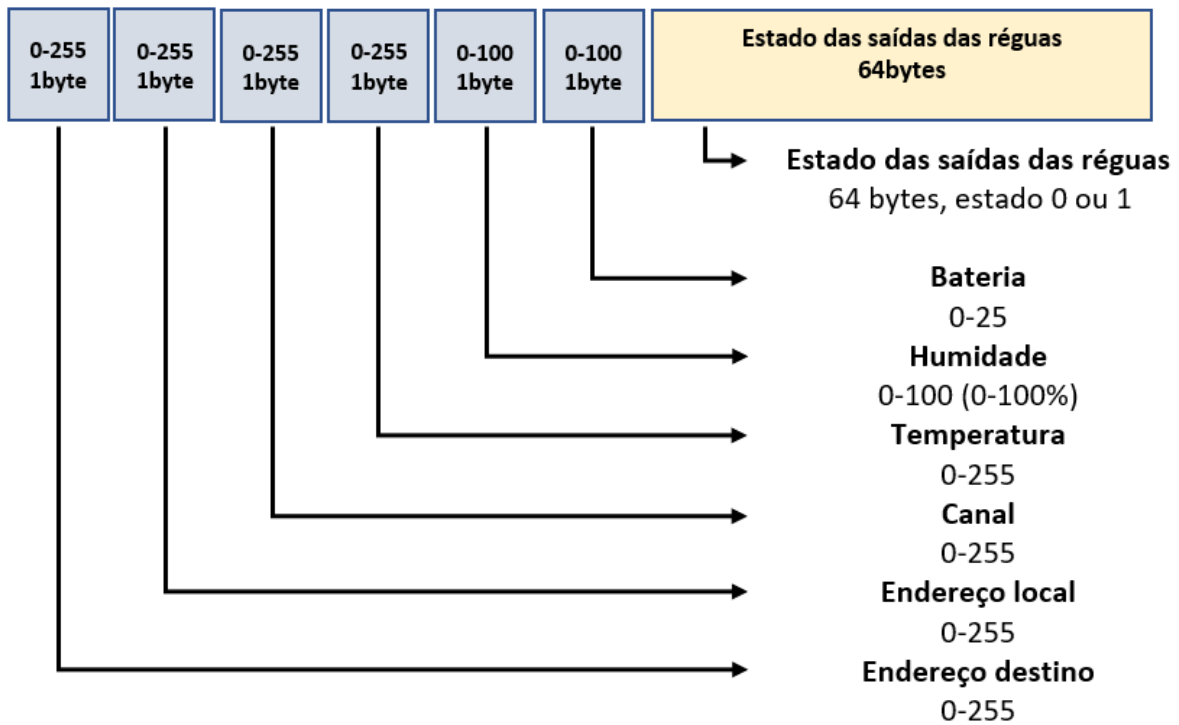 0-255
1byte
0-255
1byte
0-255
1byte
0-255
1byte
0-100
1byte
0-100
1byte
Estado das saídas das réguas
64bytes
Estado das saídas das réguas
64 bytes, estado 0 ou 1
Bateria
0-25
Humidade
0-100 (0-100%)
Temperatura
0-255
Canal
0-255
Endereço local
0-255
Endereço destino
0-255